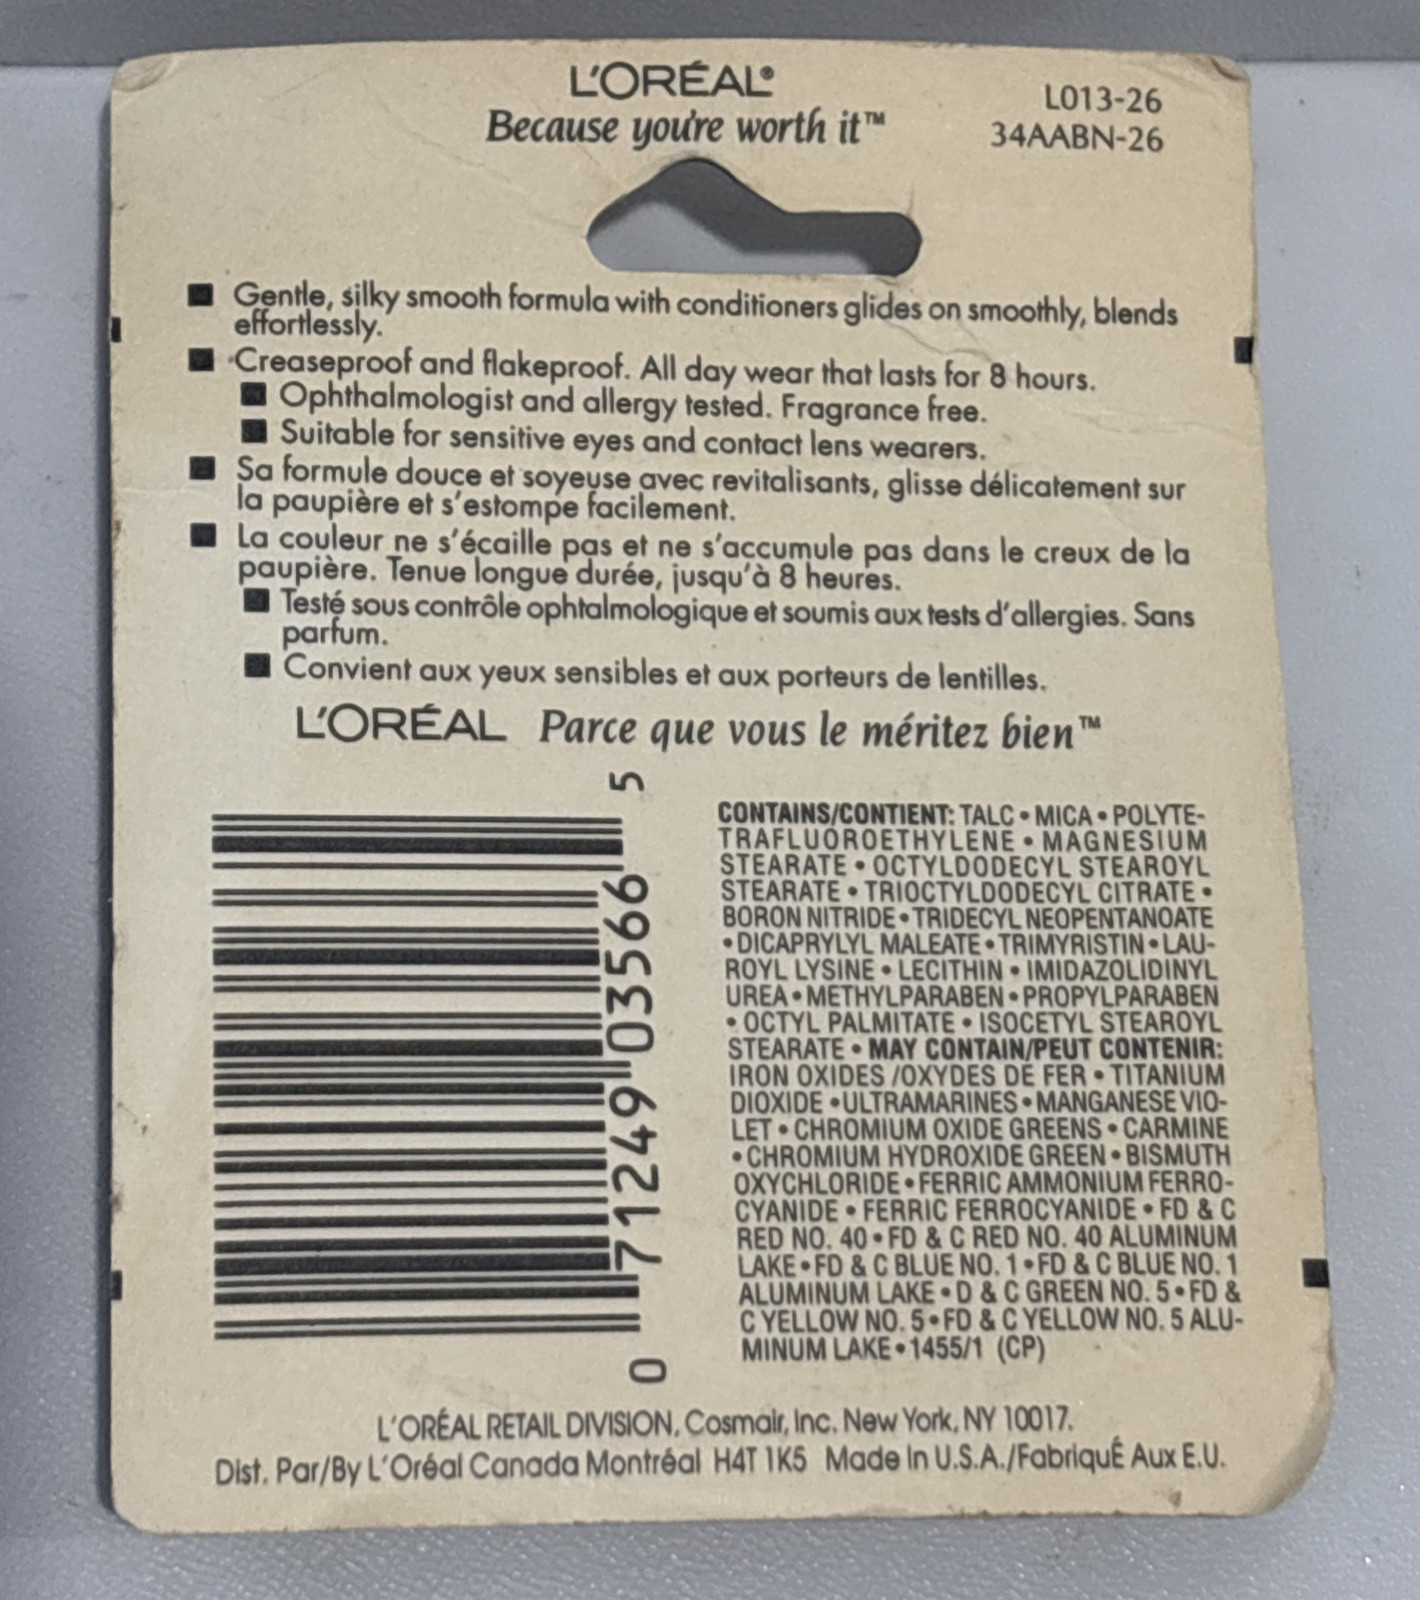 L'ORÉAL®
Because you're worth it™
L013-26
34AABN-26
■ Gentle, silky smooth formula with conditioners glides on smoothly, blends
effortlessly.
■ Creaseproof and flakeproof. All day wear that lasts for 8 hours.
■ Ophthalmologist and allergy tested. Fragrance free.
■ Suitable for sensitive eyes and contact lens wearers.
■ Sa formule douce et soyeuse avec revitalisants, glisse délicatement sur
la paupière et s'estompe facilement.
■ La couleur ne s'écaille pas et ne s'accumule pas dans le creux de la
paupière. Tenue longue durée, jusqu'à 8 heures.
■ Testé sous contrôle ophtalmologique et soumis aux tests d'allergies. Sans
parfum.
■ Convient aux yeux sensibles et aux porteurs de lentilles.
L'ORÉAL Parce que vous le méritez bien™
0 71249 03566 5
CONTAINS/CONTIENT: TALC • MICA • POLYTE-
TRAFLUOROETHYLENE • MAGNESIUM
STEARATE • OCTYLDODECYL STEAROYL
STEARATE • TRIOCTYLDODECYL CITRATE •
BORON NITRIDE • TRIDECYL NEOPENTANOATE
• DICAPRYLYL MALEATE • TRIMYRISTIN • LAU-
ROYL LYSINE • LECITHIN • IMIDAZOLIDINYL
UREA • METHYLPARABEN • PROPYLPARABEN
• OCTYL PALMITATE • ISOCETYL STEAROYL
STEARATE • MAY CONTAIN/PEUT CONTENIR:
IRON OXIDES /OXYDES DE FER • TITANIUM
DIOXIDE • ULTRAMARINES • MANGANESE VIO-
LET • CHROMIUM OXIDE GREENS • CARMINE
• CHROMIUM HYDROXIDE GREEN • BISMUTH
OXYCHLORIDE • FERRIC AMMONIUM FERRO-
CYANIDE • FERRIC FERROCYANIDE • FD & C
RED NO. 40 • FD & C RED NO. 40 ALUMINUM
LAKE • FD & C BLUE NO. 1 • FD & C BLUE NO. 1
ALUMINUM LAKE • D & C GREEN NO. 5 • FD &
C YELLOW NO. 5 • FD & C YELLOW NO. 5 ALU-
MINUM LAKE • 1455/1 (CP)
L'ORÉAL RETAIL DIVISION, Cosmair, Inc. New York, NY 10017.
Dist. Par/By L'Oréal Canada Montréal H4T 1K5 Made In U.S.A./FabriquÉ Aux E.U.